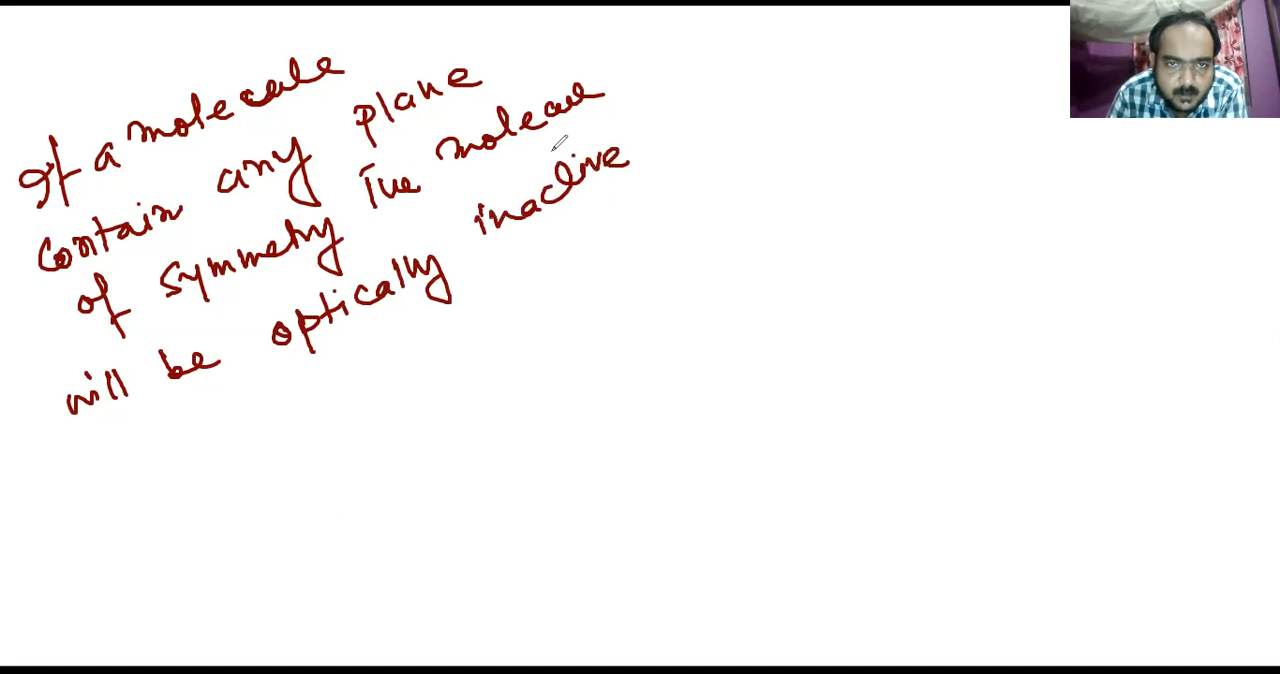 If a molecule
contain any plane
of symmetry The molecule
will be optically inactive